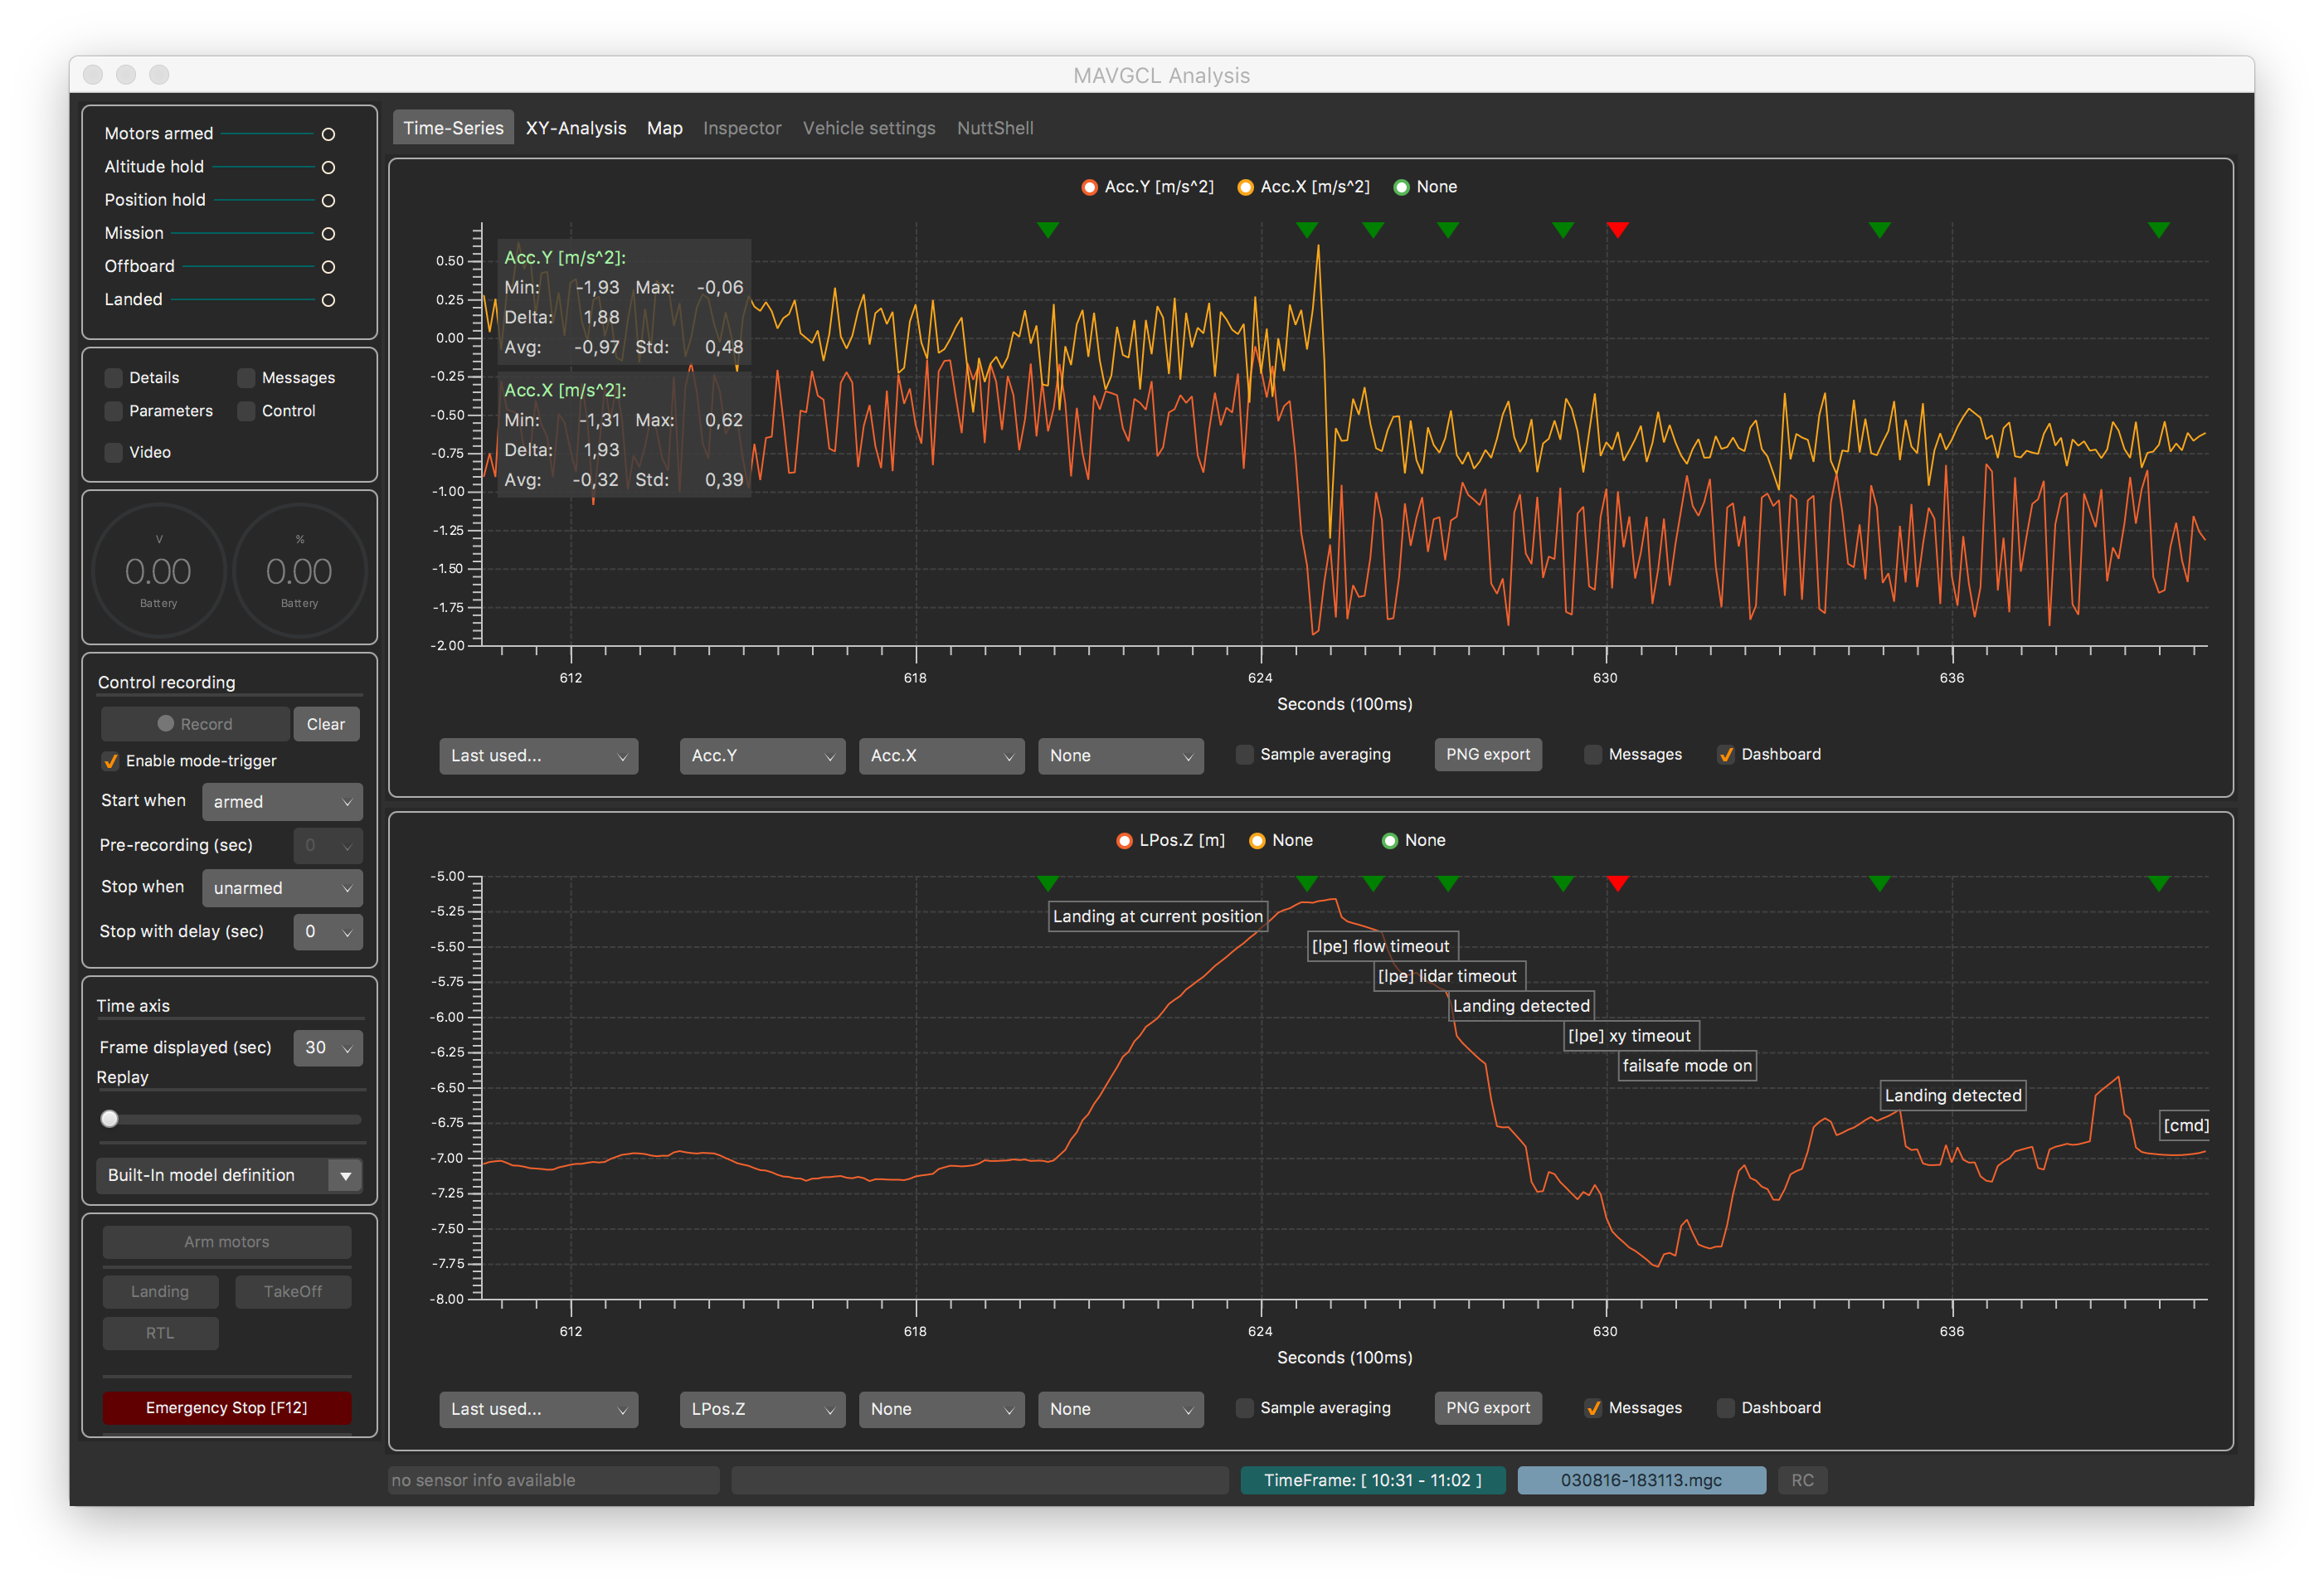 MAVGCL Analysis
Motors armed
Altitude hold
Position hold
Mission
Offboard
Landed
Details Messages
Parameters Control
Video
V
0.00
Battery
%
0.00
Battery
Control recording
Record Clear
Enable mode-trigger
Start when armed
Pre-recording (sec) 0
Stop when unarmed
Stop with delay (sec) 0
Time axis
Frame displayed (sec) 30
Replay
Built-In model definition
Arm motors
Landing TakeOff
RTL
Emergency Stop [F12]
Time-Series XY-Analysis Map Inspector Vehicle settings NuttShell
Acc.Y [m/s^2] Acc.X [m/s^2] None
0.50
0.25
0.00
-0.25
-0.50
-0.75
-1.00
-1.25
-1.50
-1.75
-2.00
Acc.Y [m/s^2]:
Min: -1,93 Max: -0,06
Delta: 1,88
Avg: -0,97 Std: 0,48
Acc.X [m/s^2]:
Min: -1,31 Max: 0,62
Delta: 1,93
Avg: -0,32 Std: 0,39
612 618 624 630 636
Seconds (100ms)
Last used... Acc.Y Acc.X None Sample averaging PNG export Messages Dashboard
LPos.Z [m] None None
-5.00
-5.25
-5.50
-5.75
-6.00
-6.25
-6.50
-6.75
-7.00
-7.25
-7.50
-7.75
-8.00
Landing at current position
[lpe] flow timeout
[lpe] lidar timeout
Landing detected
[lpe] xy timeout
failsafe mode on
Landing detected
[cmd]
612 618 624 630 636
Seconds (100ms)
Last used... LPos.Z None None Sample averaging PNG export Messages Dashboard
no sensor info available TimeFrame: [ 10:31 - 11:02 ] 030816-183113.mgc RC